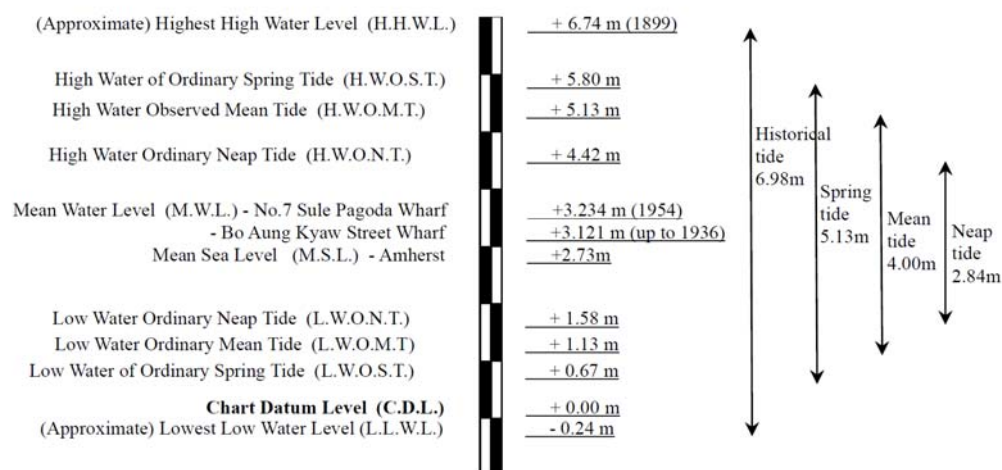 (Approximate) Highest High Water Level (H.H.W.L.) + 6.74 m (1899)
High Water of Ordinary Spring Tide (H.W.O.S.T.) + 5.80 m
High Water Observed Mean Tide (H.W.O.M.T.) + 5.13 m
High Water Ordinary Neap Tide (H.W.O.N.T.) + 4.42 m
Mean Water Level (M.W.L.) - No.7 Sule Pagoda Wharf +3.234 m (1954)
- Bo Aung Kyaw Street Wharf +3.121 m (up to 1936)
Mean Sea Level (M.S.L.) - Amherst +2.73m
Low Water Ordinary Neap Tide (L.W.O.N.T.) + 1.58 m
Low Water Ordinary Mean Tide (L.W.O.M.T) + 1.13 m
Low Water of Ordinary Spring Tide (L.W.O.S.T.) + 0.67 m
Chart Datum Level (C.D.L.) + 0.00 m
(Approximate) Lowest Low Water Level (L.L.W.L.) - 0.24 m
Historical
tide
6.98m
Spring
tide
5.13m
Mean
tide
4.00m
Neap
tide
2.84m